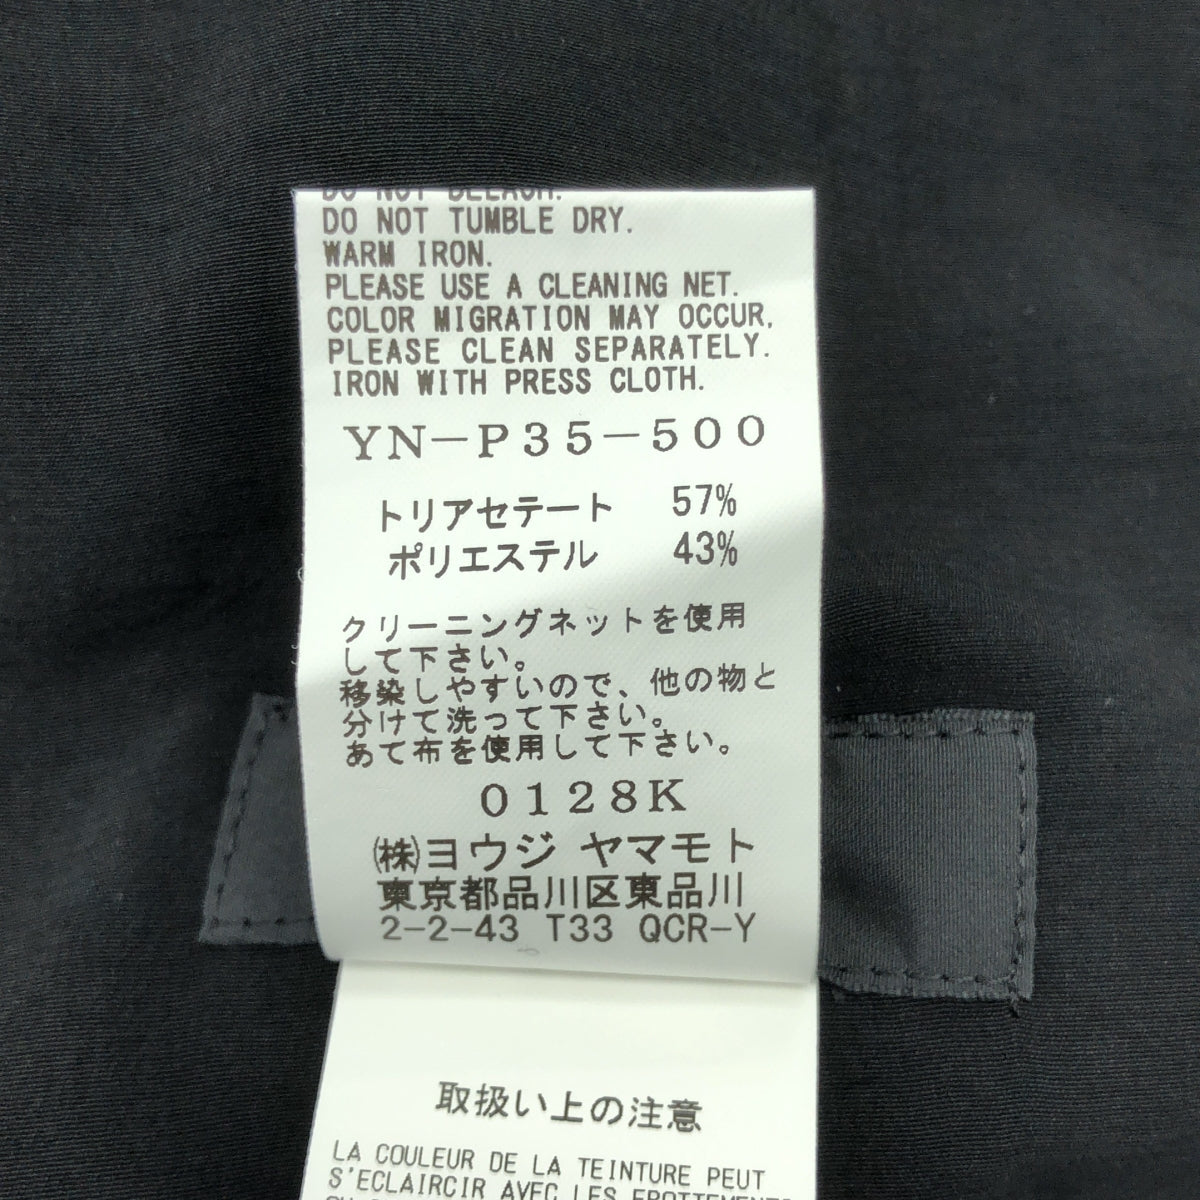 DO NOT BLEACH.
DO NOT TUMBLE DRY.
WARM IRON.
PLEASE USE A CLEANING NET.
COLOR MIGRATION MAY OCCUR,
PLEASE CLEAN SEPARATELY.
IRON WITH PRESS CLOTH.
YN-P35-500
トリアセテート 57%
ポリエステル 43%
クリーニングネットを使用
して下さい。
移染しやすいので、他の物と
分けて洗って下さい。
あて布を使用して下さい。
0128K
㈱ヨウジ ヤマモト
東京都品川区東品川
2-2-43 T33 QCR-Y
取扱い上の注意
LA COULEUR DE LA TEINTURE PEUT
S'ECLAIRCIR AVEC LES FROTTEMENTS